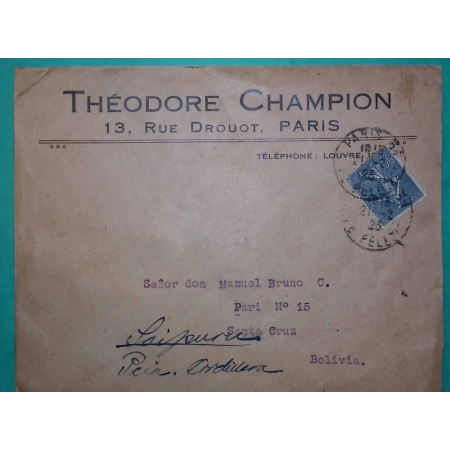 THÉODORE CHAMPION
13, RUE DROUOT, PARIS
TÉLÉPHONE: LOUVRE
PARIS
Señor don Manuel Bruno C.
Pari Nº 15
Santa Cruz
Bolivia.
Pcia. Cordillera